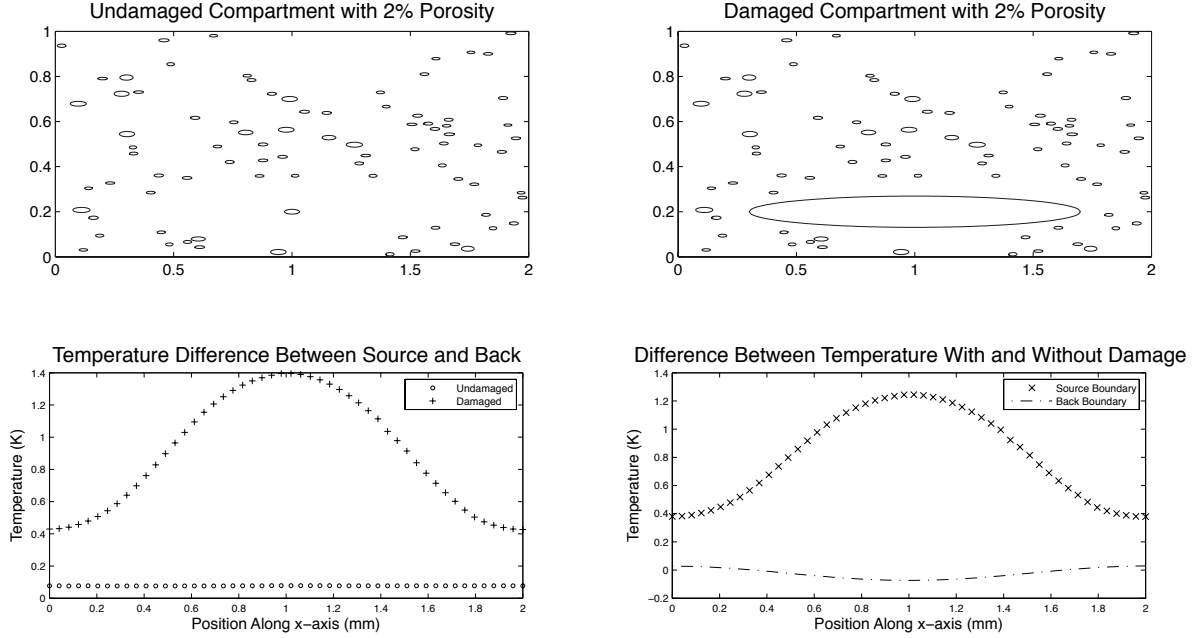 Undamaged Compartment with 2% Porosity
1
0.8
0.6
0.4
0.2
0
0 0.5 1 1.5 2
Damaged Compartment with 2% Porosity
1
0.8
0.6
0.4
0.2
0
0 0.5 1 1.5 2
Temperature Difference Between Source and Back
Temperature (K)
1.4
1.2
1
0.8
0.6
0.4
0.2
0
Undamaged
Damaged
0 0.2 0.4 0.6 0.8 1 1.2 1.4 1.6 1.8 2
Position Along x−axis (mm)
Difference Between Temperature With and Without Damage
Temperature (K)
1.4
1.2
1
0.8
0.6
0.4
0.2
0
−0.2
Source Boundary
Back Boundary
0 0.2 0.4 0.6 0.8 1 1.2 1.4 1.6 1.8 2
Position Along x−axis (mm)